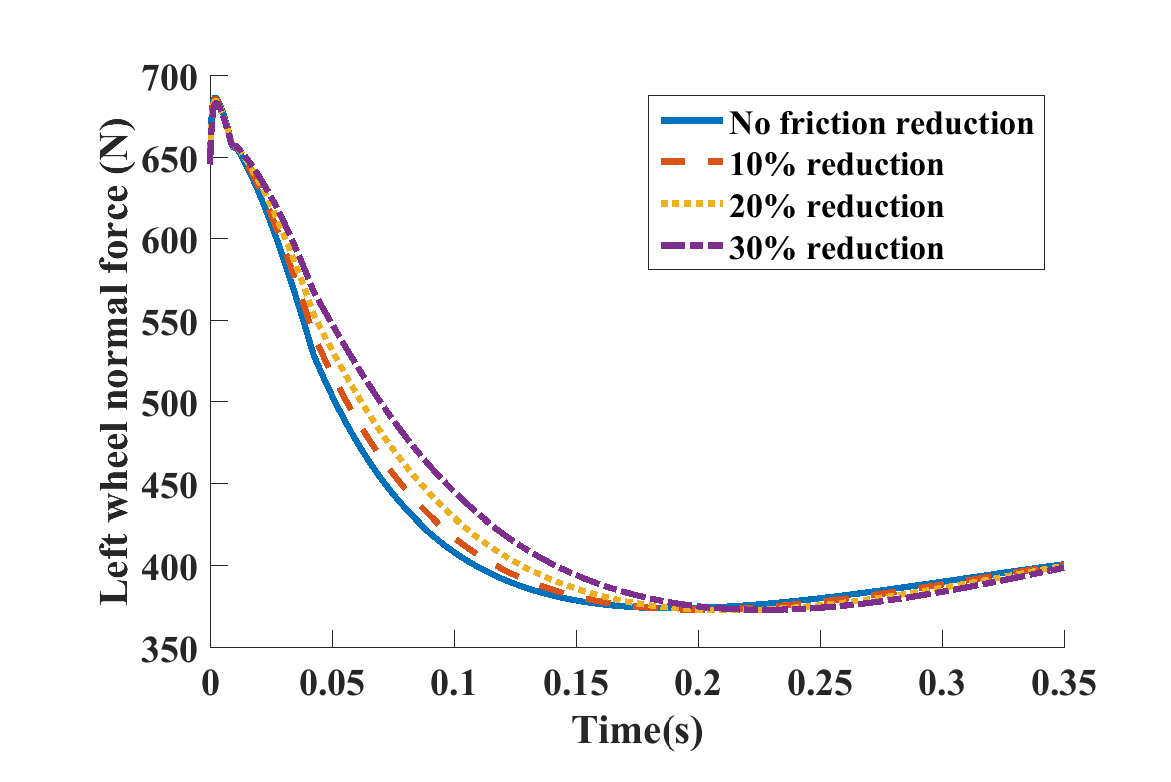 700
650
600
550
500
450
400
350
Left wheel normal force (N)
No friction reduction
10% reduction
20% reduction
30% reduction
0 0.05 0.1 0.15 0.2 0.25 0.3 0.35
Time(s)